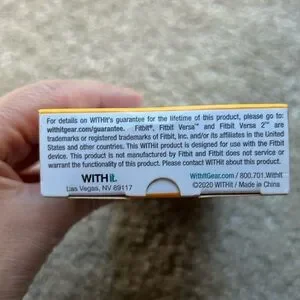 For details on WITHit's guarantee for the lifetime of this product, please go to:
withitgear.com/guarantee. Fitbit®, Fitbit Versa™ and Fitbit Versa 2™ are
trademarks or registered trademarks of Fitbit, Inc, and/or its affiliates in the United
States and other countries. This WITHit product is designed for use with the Fitbit
device. This product is not manufactured by Fitbit and Fitbit does not service or
warrant the functionality of this product. Please contact WITHit about this product.
WITHit.
Las Vegas, NV 89117
WithitGear.com / 800.701.Withit
©2020 WITHit / Made in China